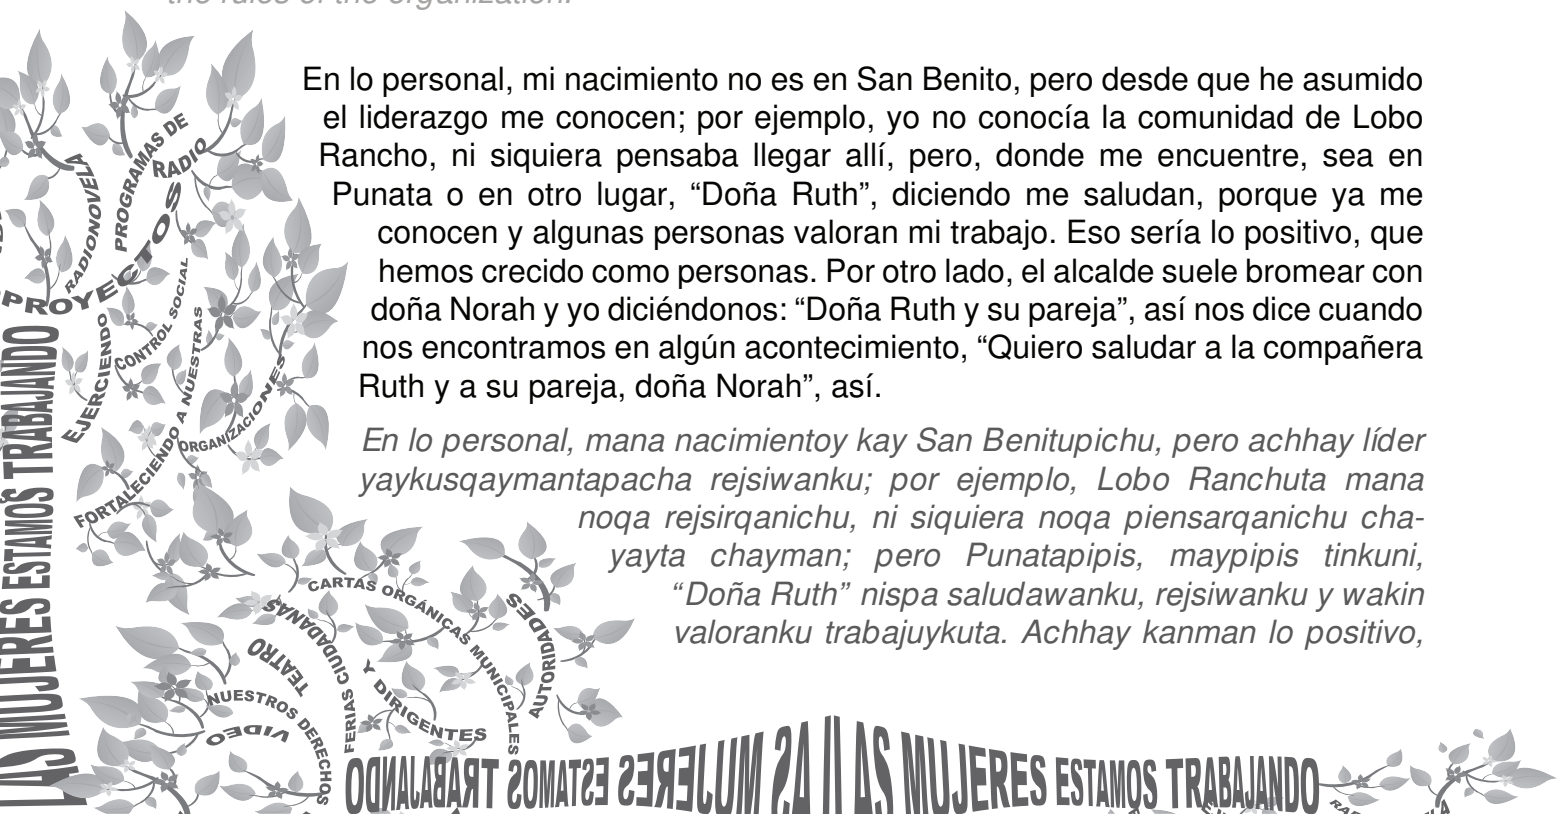 the rules of the organization.
En lo personal, mi nacimiento no es en San Benito, pero desde que he asumido
el liderazgo me conocen; por ejemplo, yo no conocía la comunidad de Lobo
Rancho, ni siquiera pensaba llegar allí, pero, donde me encuentre, sea en
Punata o en otro lugar, “Doña Ruth”, diciendo me saludan, porque ya me
conocen y algunas personas valoran mi trabajo. Eso sería lo positivo, que
hemos crecido como personas. Por otro lado, el alcalde suele bromear con
doña Norah y yo diciéndonos: “Doña Ruth y su pareja”, así nos dice cuando
nos encontramos en algún acontecimiento, “Quiero saludar a la compañera
Ruth y a su pareja, doña Norah”, así.
En lo personal, mana nacimientoy kay San Benitupichu, pero achhay líder
yaykusqaymantapacha rejsiwanku; por ejemplo, Lobo Ranchuta mana
noqa rejsirqanichu, ni siquiera noqa piensarqanichu cha-
yayta chayman; pero Punatapipis, maypipis tinkuni,
“Doña Ruth” nispa saludawanku, rejsiwanku y wakin
valoranku trabajuykuta. Achhay kanman lo positivo,
PROGRAMAS DE
RADIO
RADIONOVELA
PROYECTOS
EJERCIENDO
CONTROL SOCIAL
FORTALECIENDO A NUESTRAS
ORGANIZACIONES
CARTAS ORGÁNICAS MUNICIPALES
FERIAS CIUDADANAS
TEATRO
Y DIRIGENTES
AUTORIDADES
NUESTROS DERECHOS
VIDEO
LAS MUJERES ESTAMOS TRABAJANDO
LAS MUJERES ESTAMOS TRABAJANDO
LAS MUJERES ESTAMOS TRABAJANDO